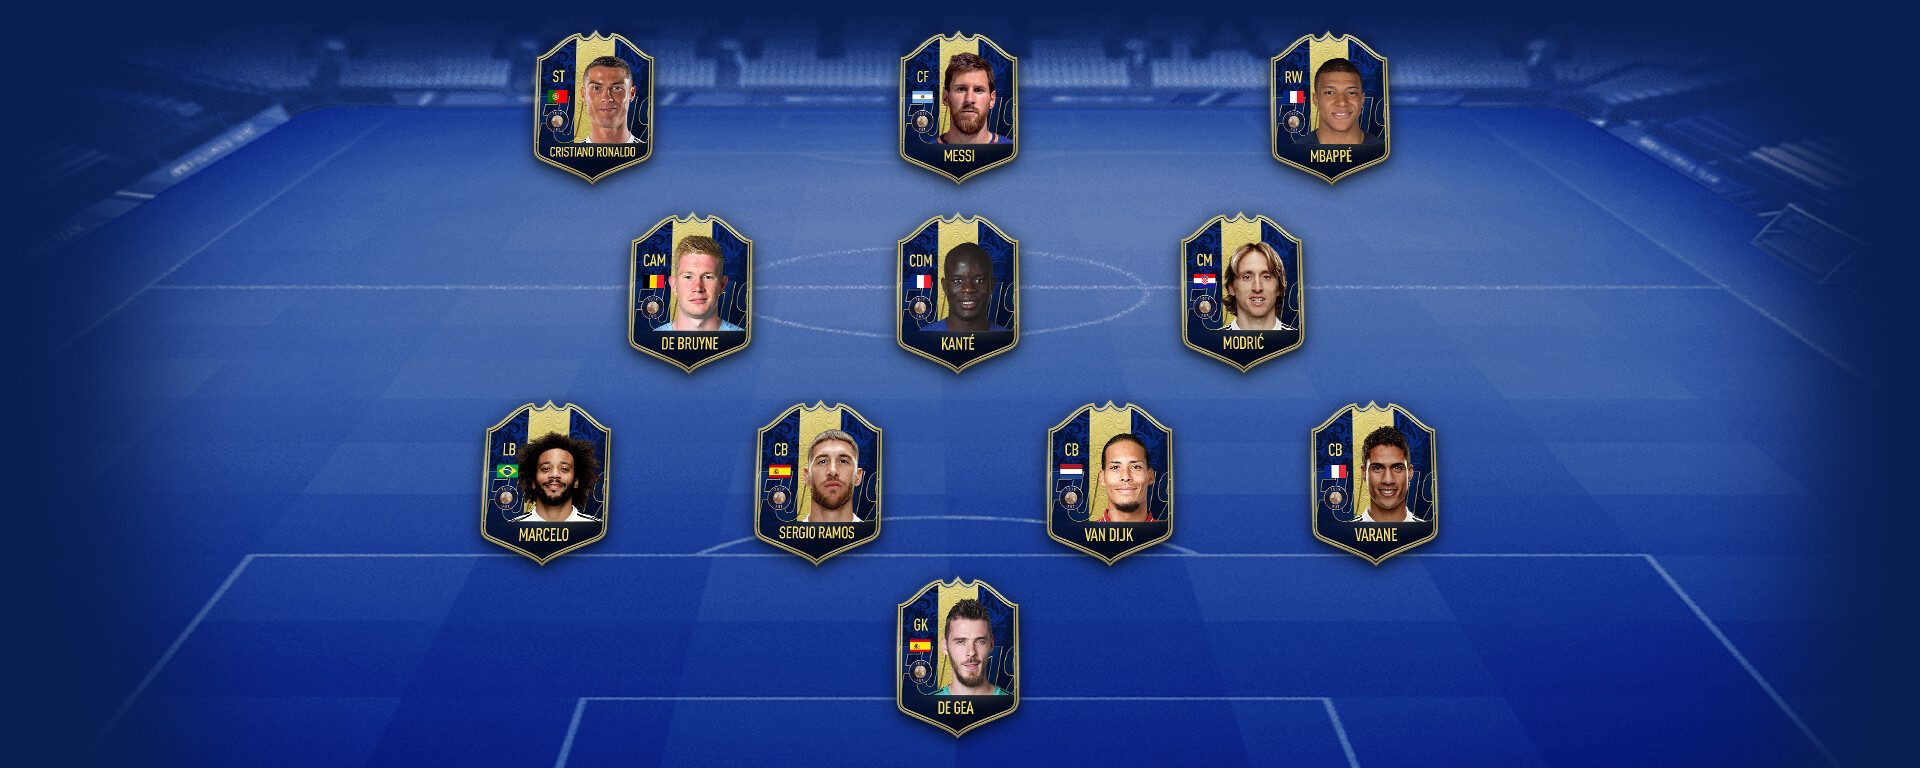 ST
CRISTIANO RONALDO
CF
MESSI
RW
MBAPPÉ
CAM
DE BRUYNE
CDM
KANTÉ
CM
MODRIĆ
LB
MARCELO
CB
SERGIO RAMOS
CB
VAN DIJK
CB
VARANE
GK
DE GEA